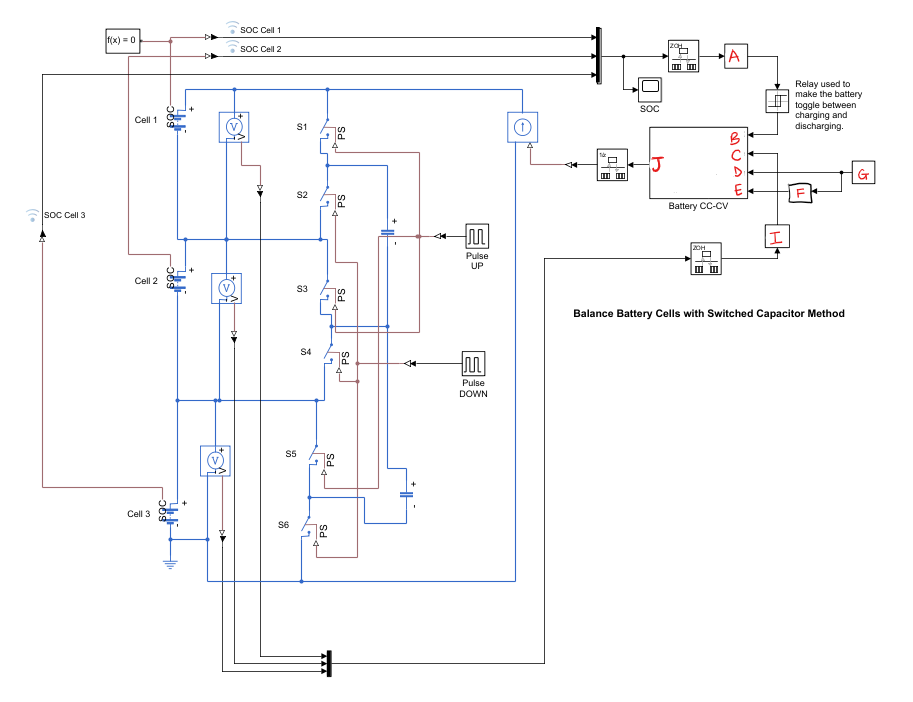 f(x) = 0
SOC Cell 1
SOC Cell 2
ZOH
A
SOC
Relay used to
make the battery
toggle between
charging and
discharging.
Cell 1
SOC
+
-
V
+
-
V
S1
PS
↑
B
C
D
E
J
1/z
G
F
Battery CC-CV
S2
PS
SOC Cell 3
+
-
Pulse
UP
I
ZOH
Cell 2
SOC
+
-
V
+
-
V
S3
PS
Balance Battery Cells with Switched Capacitor Method
S4
PS
Pulse
DOWN
V
+
-
V
S5
PS
+
-
Cell 3
SOC
+
-
S6
PS